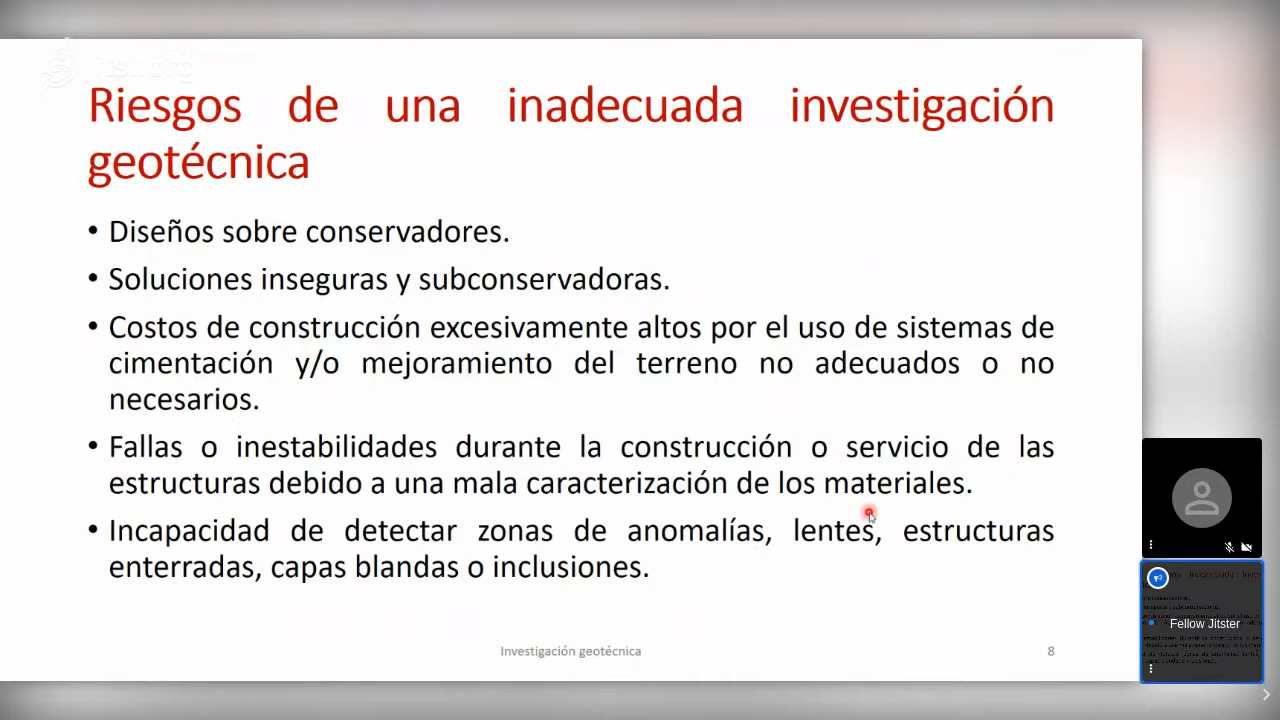 Riesgos de una inadecuada investigación
geotécnica
• Diseños sobre conservadores.
• Soluciones inseguras y subconservadoras.
• Costos de construcción excesivamente altos por el uso de sistemas de
cimentación y/o mejoramiento del terreno no adecuados o no
necesarios.
• Fallas o inestabilidades durante la construcción o servicio de las
estructuras debido a una mala caracterización de los materiales.
• Incapacidad de detectar zonas de anomalías, lentes, estructuras
enterradas, capas blandas o inclusiones.
Investigación geotécnica 8
Fellow Jitster